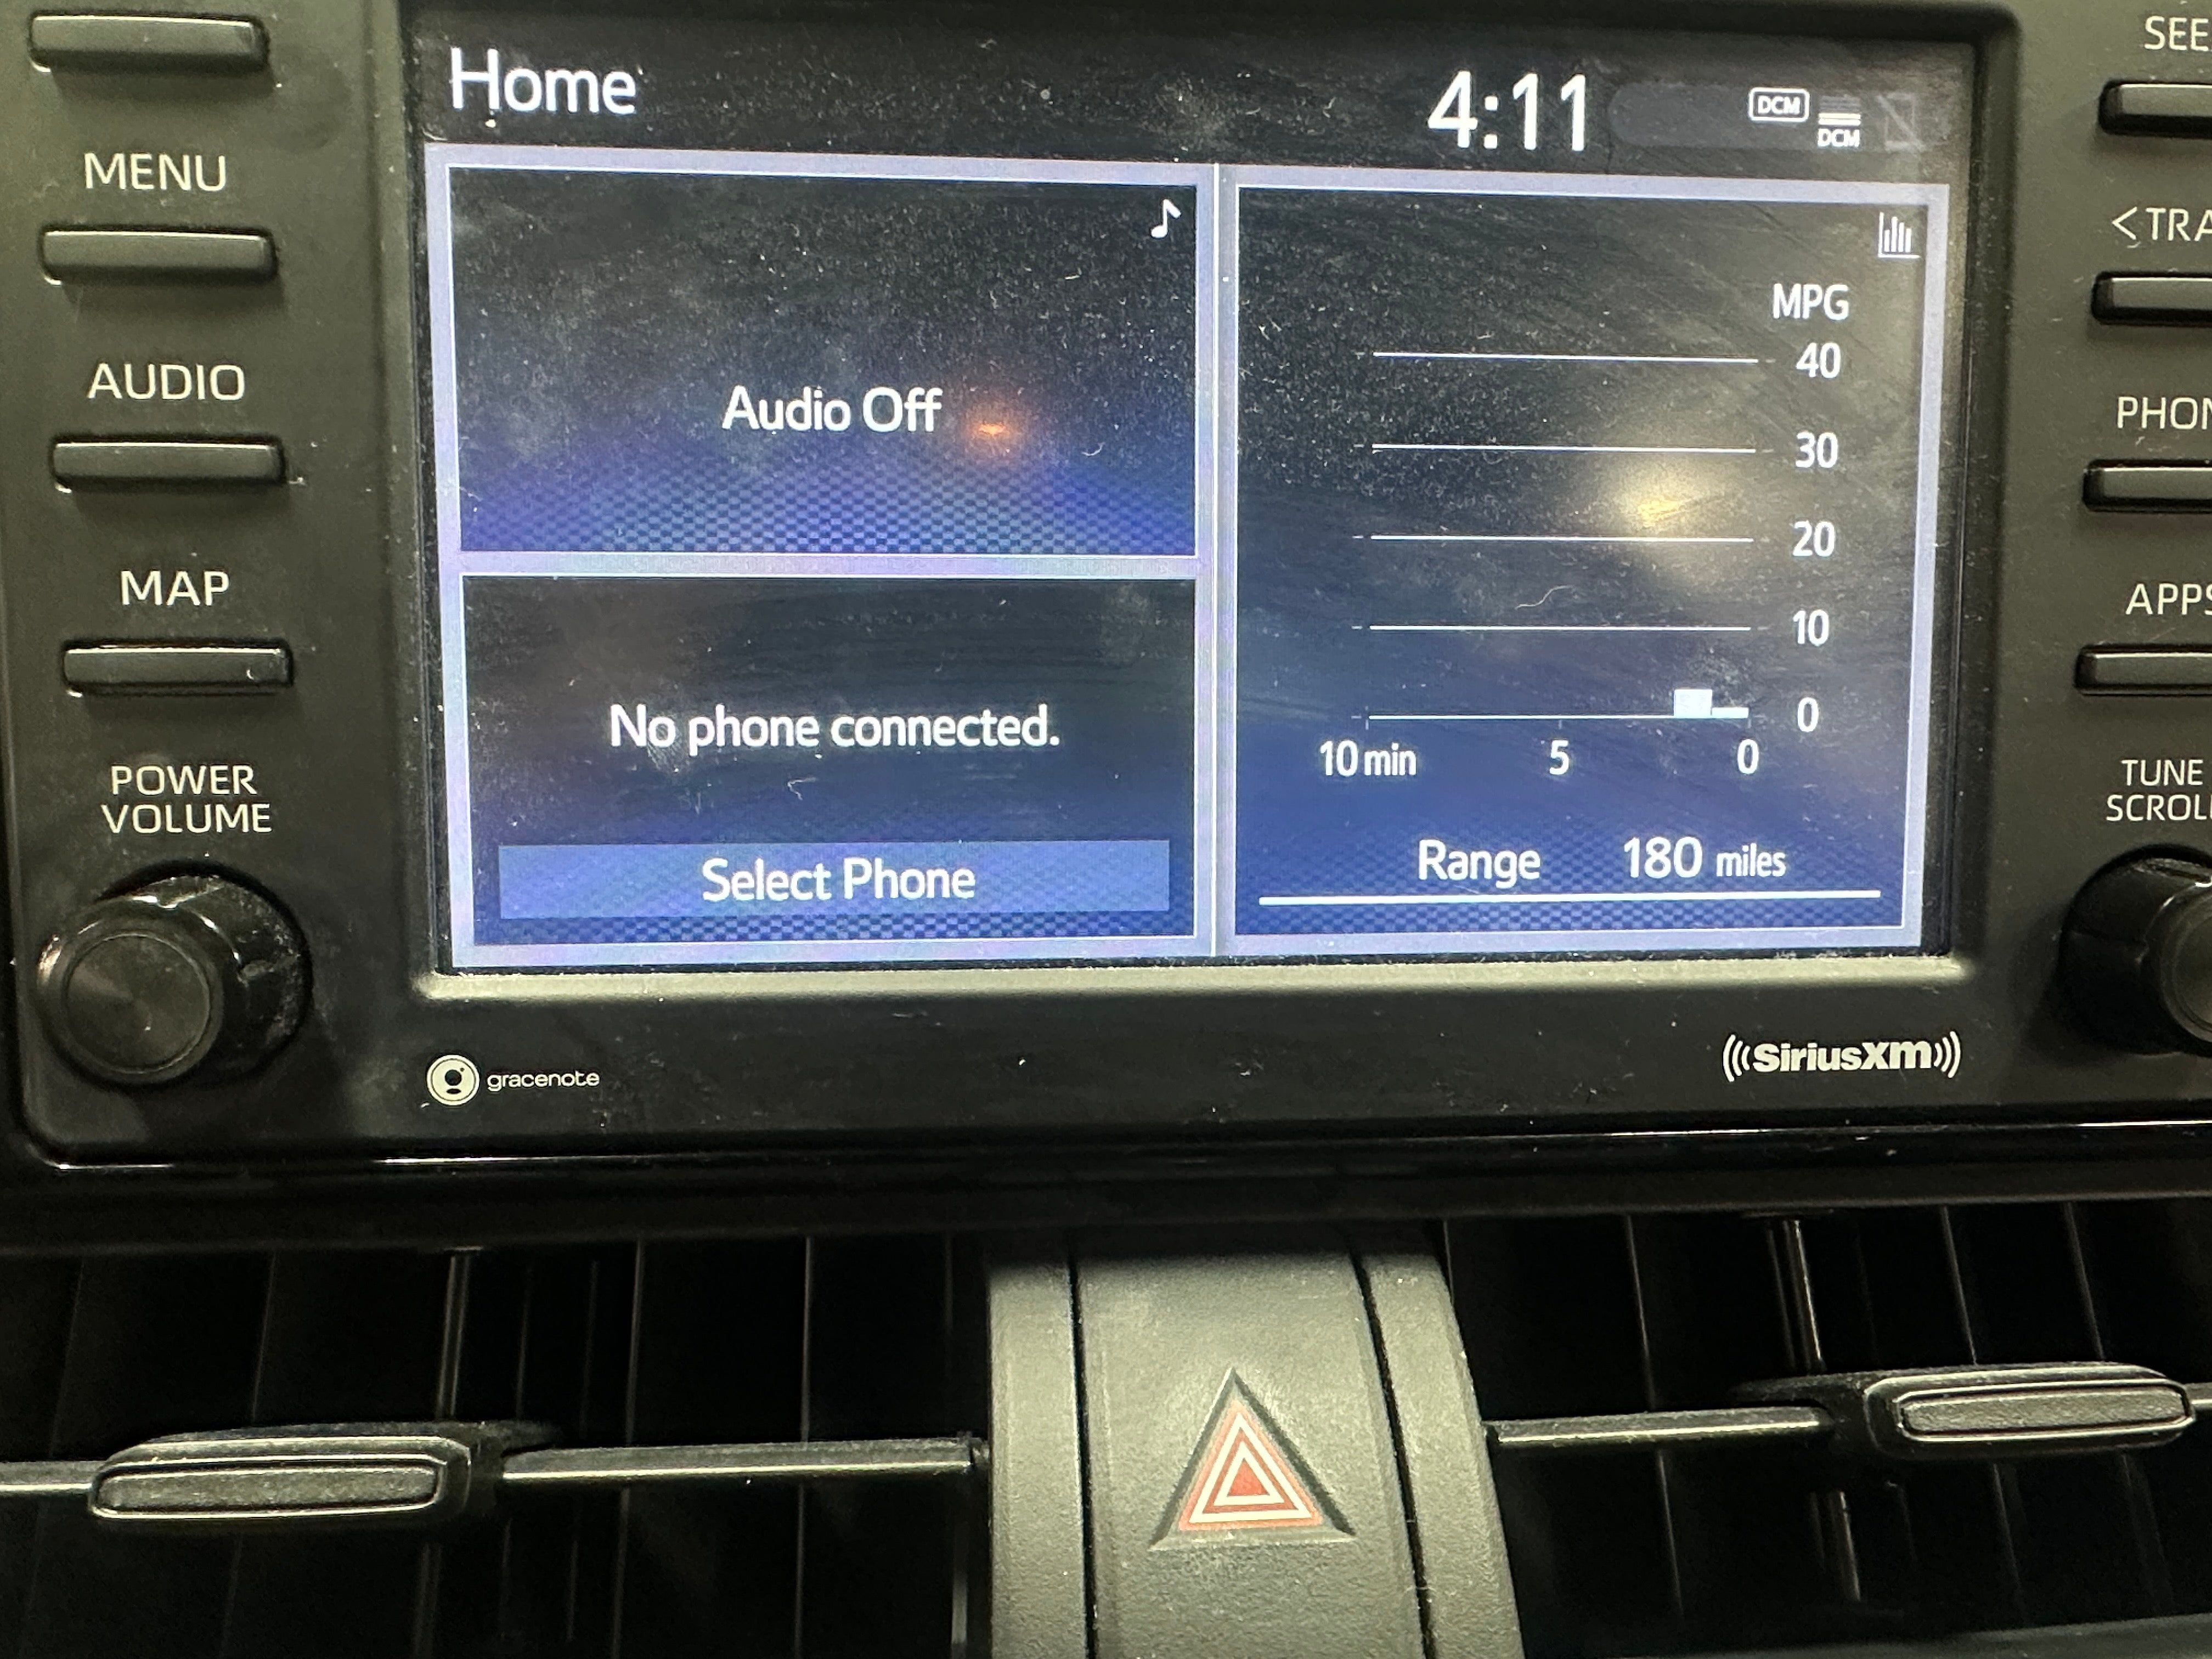 Home
4:11
DCM
DCM
MENU
AUDIO
MAP
POWER
VOLUME
Audio Off
No phone connected.
Select Phone
MPG
40
30
20
10
0
10 min 5 0
Range 180 miles
SEE
<TRA
PHON
APPS
TUNE
SCROLL
gracenote
((SiriusXM))